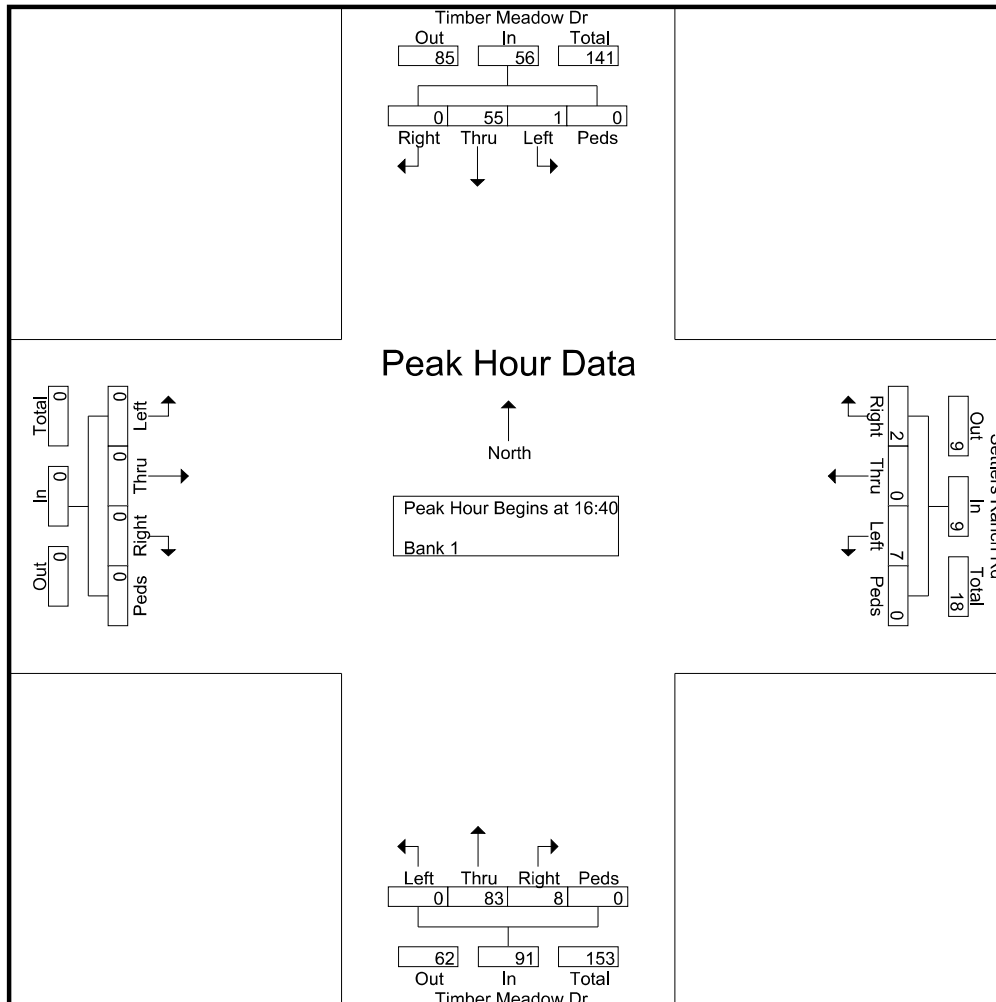 Timber Meadow Dr
Out In Total
85 56 141
0 55 1 0
Right Thru Left Peds
Peak Hour Data
North
Peak Hour Begins at 16:40
Bank 1
Total In Out
0 0 0
0 0 0 0
Left Thru Right Peds
Right Thru Left Peds
2 0 7 0
Out In Total
9 9 18
Settlers Ranch Rd
Left Thru Right Peds
0 83 8 0
62 91 153
Out In Total
Timber Meadow Dr